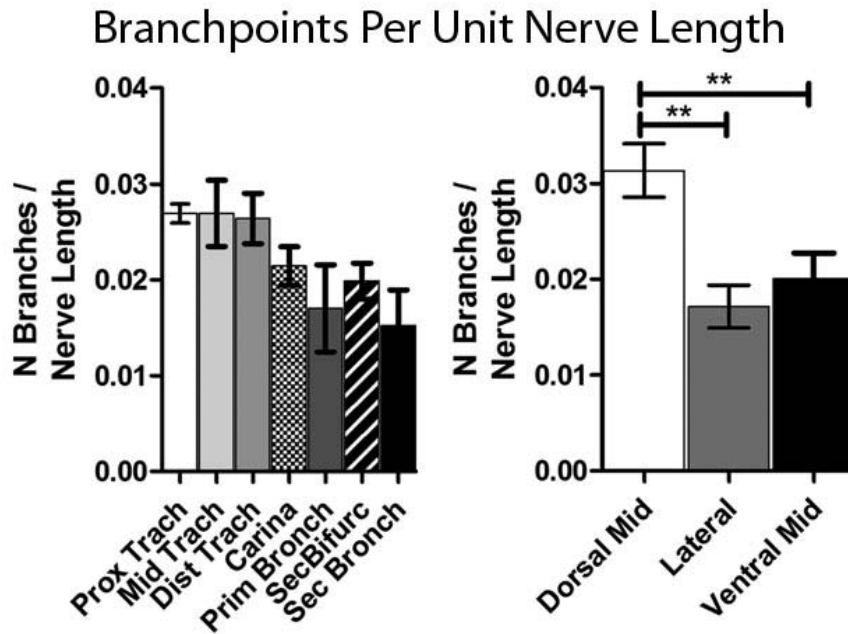 Branchpoints Per Unit Nerve Length
N Branches /
Nerve Length
0.04
0.03
0.02
0.01
0.00
Prox Trach
Mid Trach
Dist Trach
Carina
Prim Bronch
SecBifurc
Sec Bronch
N Branches /
Nerve Length
0.04
0.03
0.02
0.01
0.00
**
**
Dorsal Mid
Lateral
Ventral Mid